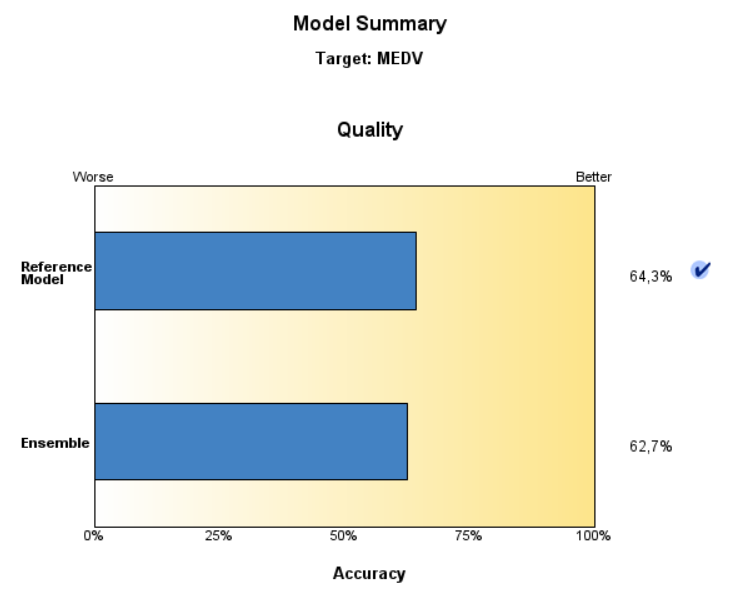 Model Summary
Target: MEDV
Quality
Worse
Better
Reference
Model
64,3%
Ensemble
62,7%
0%
25%
50%
75%
100%
Accuracy